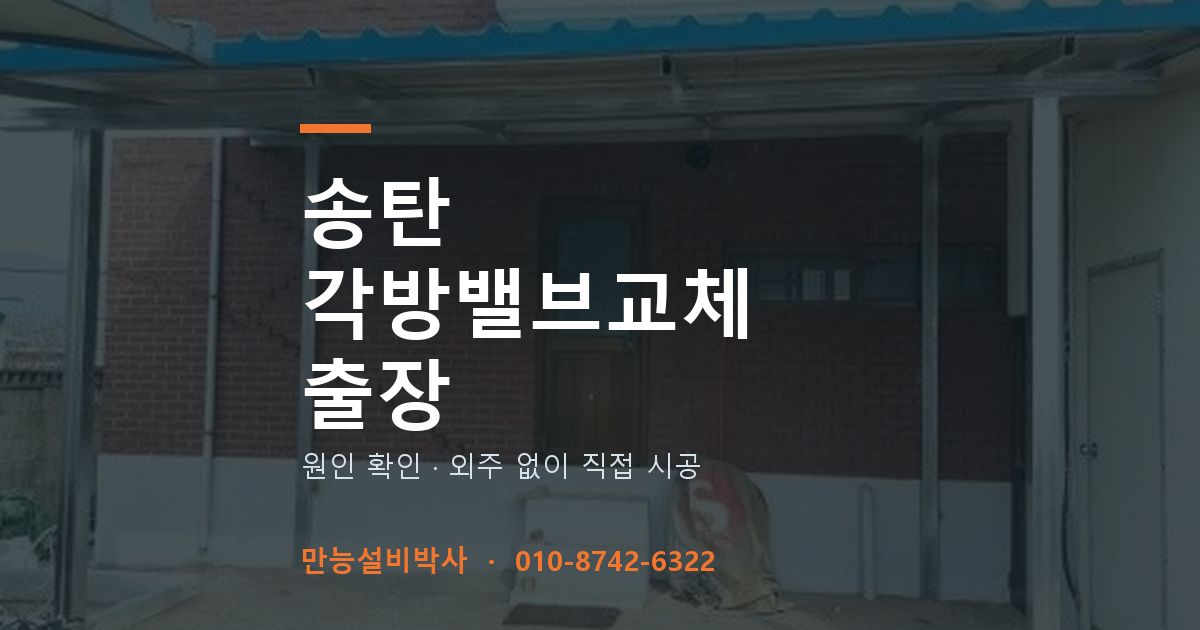 송탄
각방밸브교체
출장
원인 확인 · 외주 없이 직접 시공
만능설비박사 · 010-8742-6322